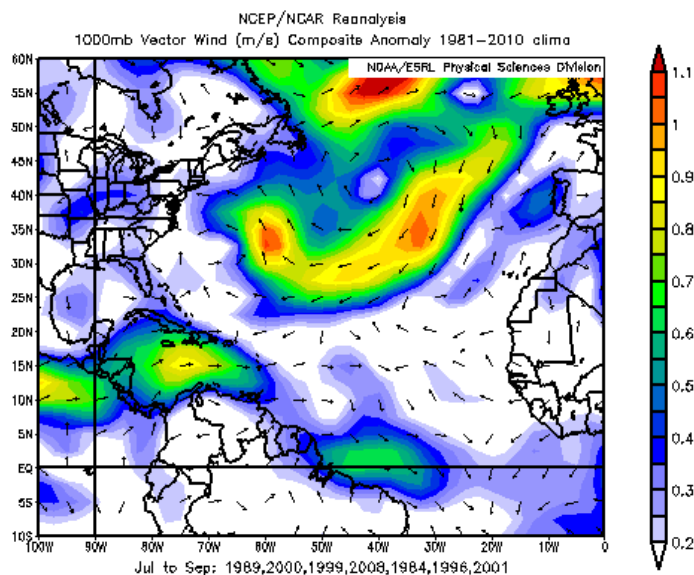 NCEP/NCAR Reanalysis
1000mb Vector Wind (m/s) Composite Anomaly 1981-2010 clima
NOAA/ESRL Physical Sciences Division
60N
55N
50N
45N
40N
35N
30N
25N
20N
15N
10N
5N
EQ
5S
10S
100W 90W 80W 70W 60W 50W 40W 30W 20W 10W 0
1.1
1
0.9
0.8
0.7
0.6
0.5
0.4
0.3
0.2
Jul to Sep: 1989,2000,1999,2008,1984,1996,2001